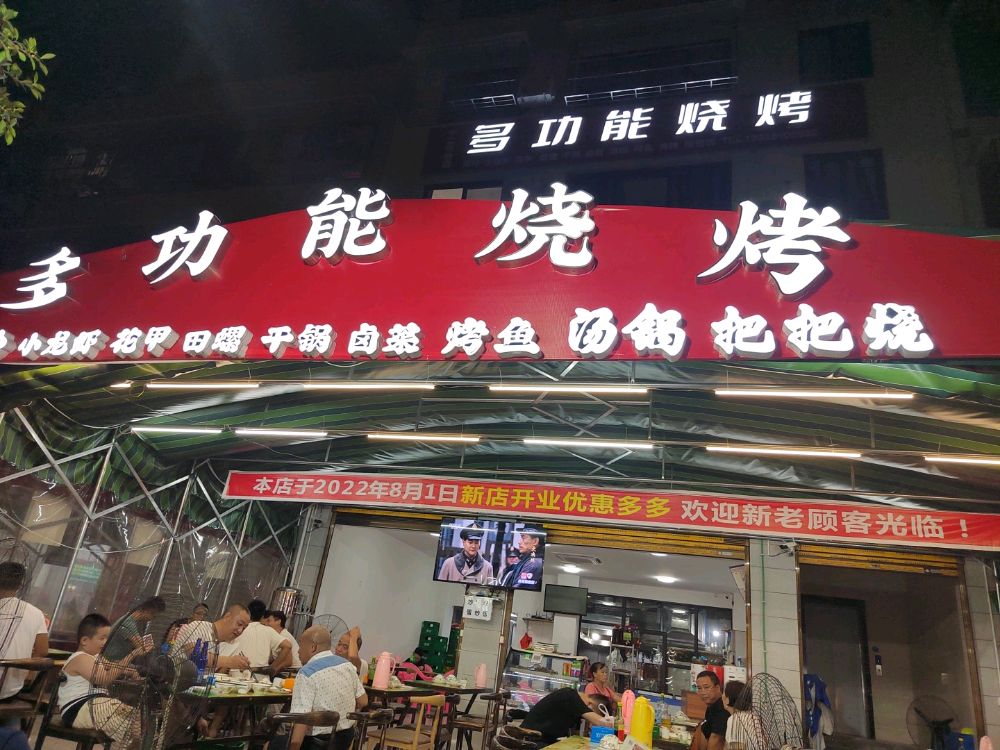 多功能烧烤
多功能烧烤
小龙虾 花甲 田螺 干锅 卤菜 烤鱼 汤锅 把把烧
本店于2022年8月1日新店开业优惠多多 欢迎新老顾客光临！